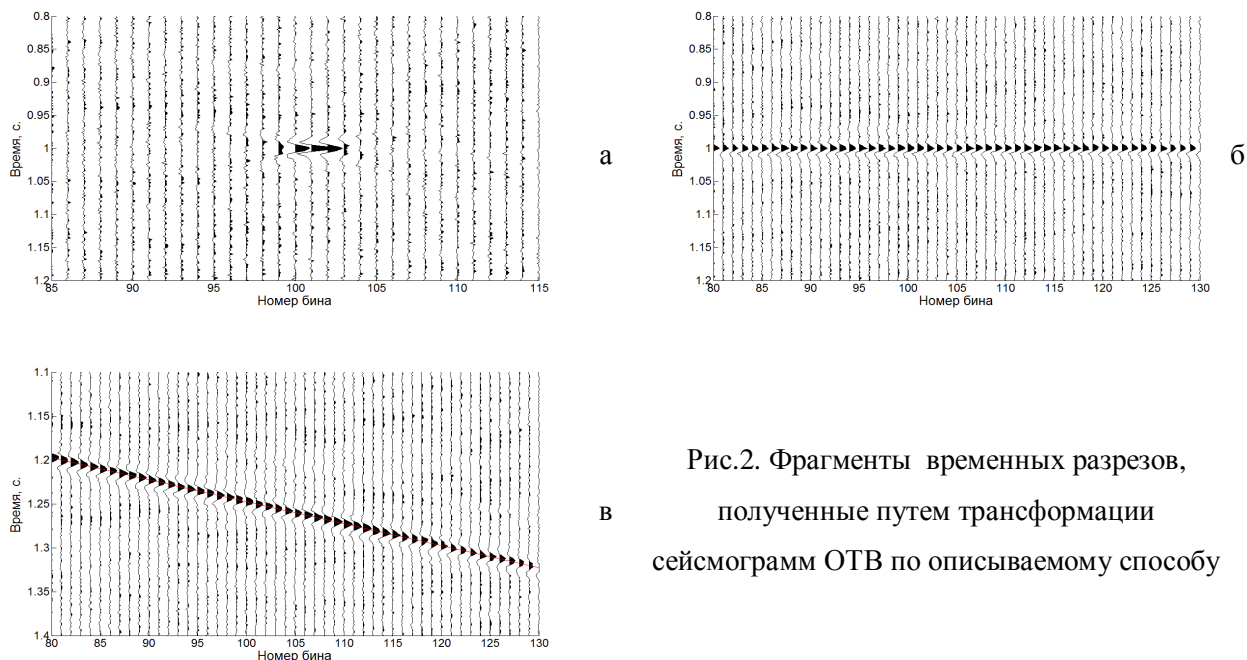 0.8
0.85
0.9
0.95
1
1.05
1.1
1.15
1.2
Время, с.
85 90 95 100 105 110 115
Номер бина
а
0.8
0.85
0.9
0.95
1
1.05
1.1
1.15
1.2
Время, с.
80 85 90 95 100 105 110 115 120 125 130
Номер бина
б
1.1
1.15
1.2
1.25
1.3
1.35
1.4
Время, с.
80 85 90 95 100 105 110 115 120 125 130
Номер бина
в
Рис.2. Фрагменты временных разрезов,
полученные путем трансформации
сейсмограмм ОТВ по описываемому способу